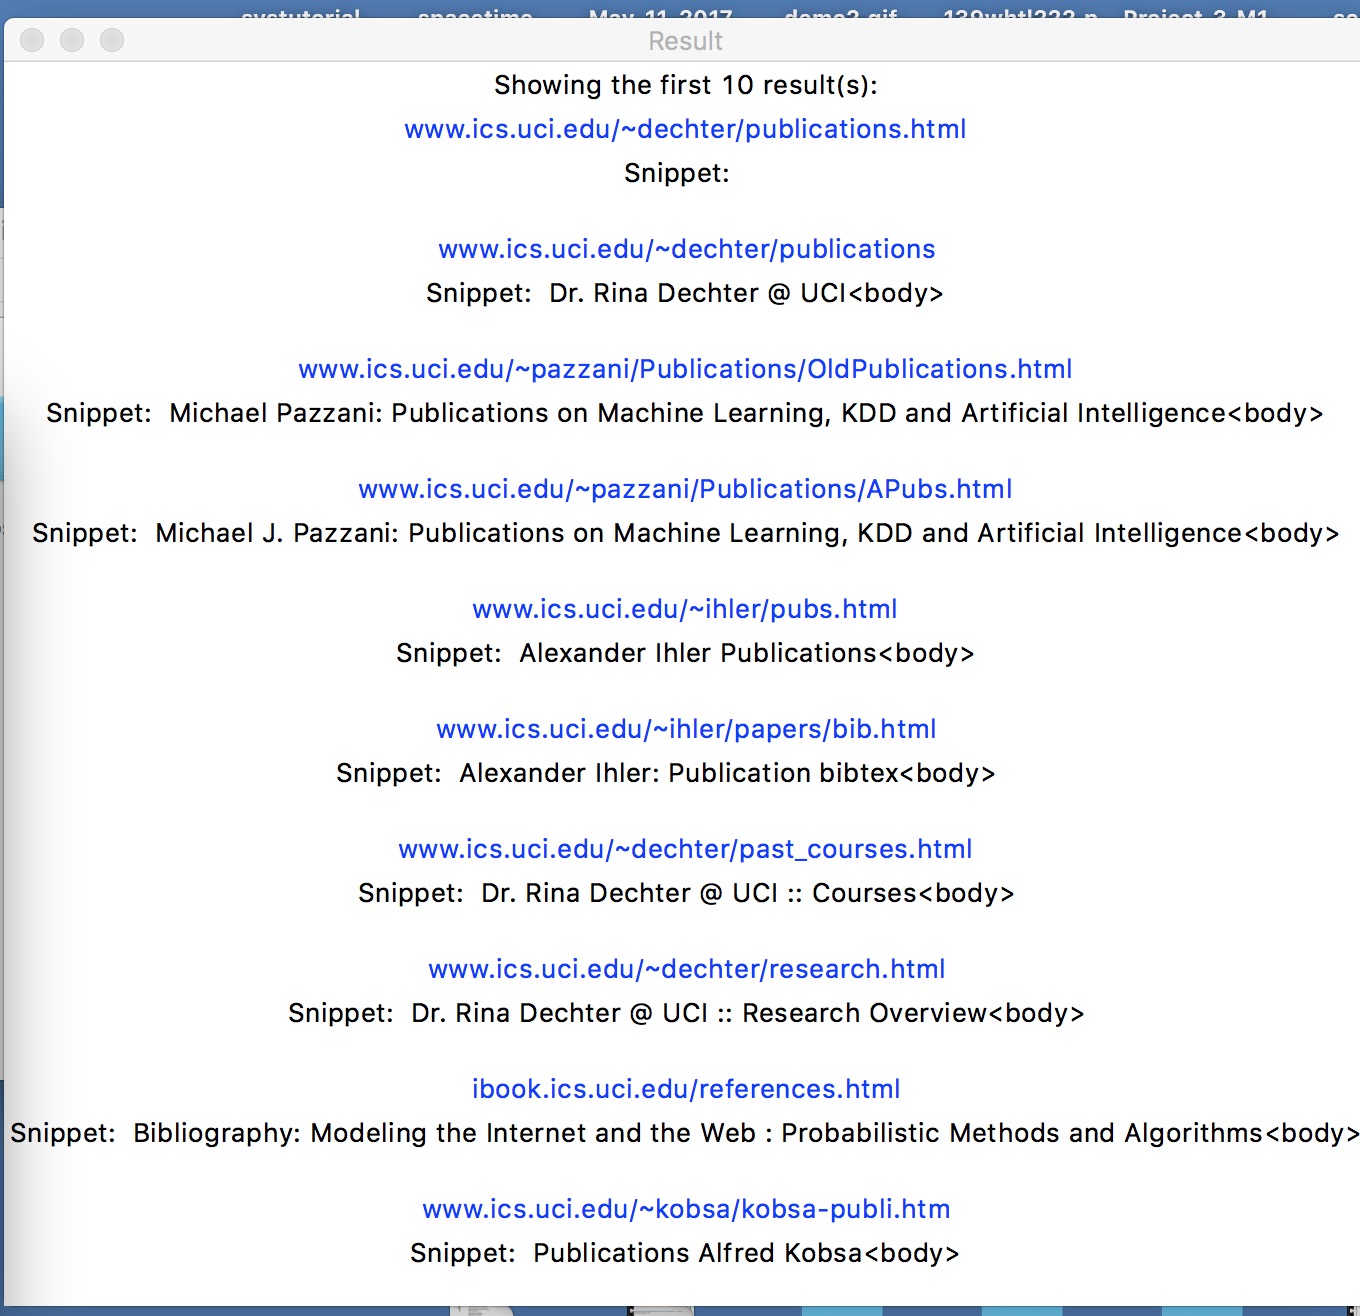 May 11, 2017
Result
Showing the first 10 result(s):
www.ics.uci.edu/~dechter/publications.html
Snippet:
www.ics.uci.edu/~dechter/publications
Snippet:  Dr. Rina Dechter @ UCI<body>
www.ics.uci.edu/~pazzani/Publications/OldPublications.html
Snippet:  Michael Pazzani: Publications on Machine Learning, KDD and Artificial Intelligence<body>
www.ics.uci.edu/~pazzani/Publications/APubs.html
Snippet:  Michael J. Pazzani: Publications on Machine Learning, KDD and Artificial Intelligence<body>
www.ics.uci.edu/~ihler/pubs.html
Snippet:  Alexander Ihler Publications<body>
www.ics.uci.edu/~ihler/papers/bib.html
Snippet:  Alexander Ihler: Publication bibtex<body>
www.ics.uci.edu/~dechter/past_courses.html
Snippet:  Dr. Rina Dechter @ UCI :: Courses<body>
www.ics.uci.edu/~dechter/research.html
Snippet:  Dr. Rina Dechter @ UCI :: Research Overview<body>
ibook.ics.uci.edu/references.html
Snippet:  Bibliography: Modeling the Internet and the Web : Probabilistic Methods and Algorithms<body>
www.ics.uci.edu/~kobsa/kobsa-publi.htm
Snippet:  Publications Alfred Kobsa<body>